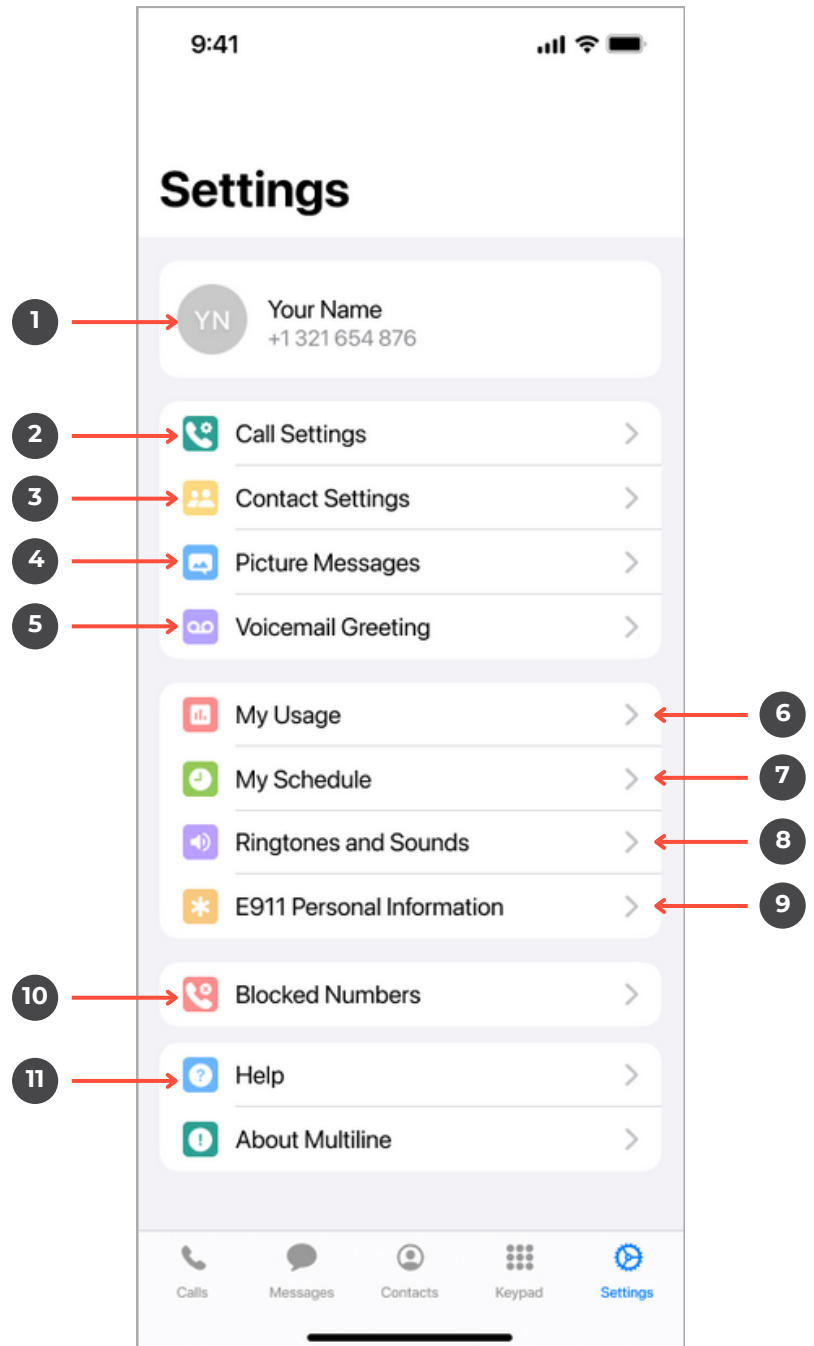 9:41
Settings
1
YN
Your Name
+1 321 654 876
2
Call Settings
3
Contact Settings
4
Picture Messages
5
Voicemail Greeting
My Usage
6
My Schedule
7
Ringtones and Sounds
8
E911 Personal Information
9
10
Blocked Numbers
11
Help
About Multiline
Calls
Messages
Contacts
Keypad
Settings